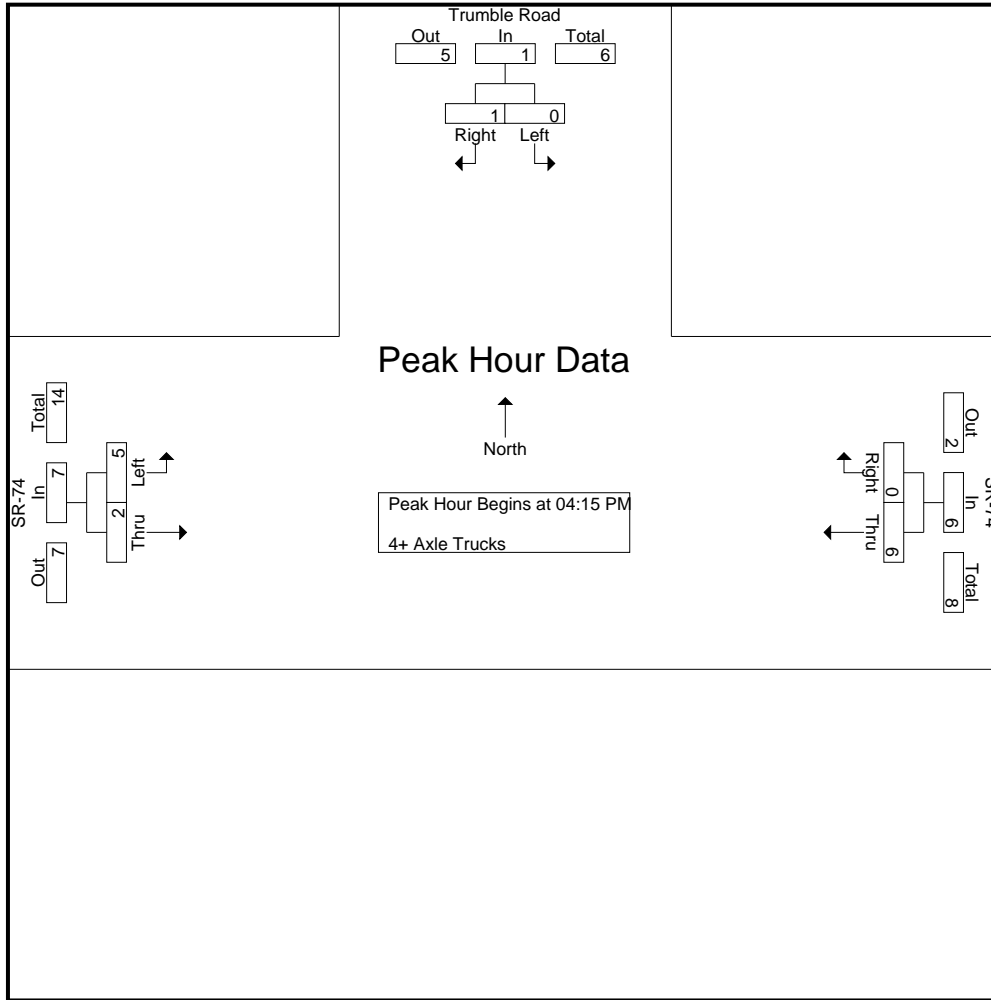 Trumble Road
Out In Total
5 1 6
1 0
Right Left
Peak Hour Data
North
Peak Hour Begins at 04:15 PM
4+ Axle Trucks
SR-74
Total In Out
14 7 7
5 2
Left Thru
SR-74
Out In Total
2 6 8
0 6
Right Thru